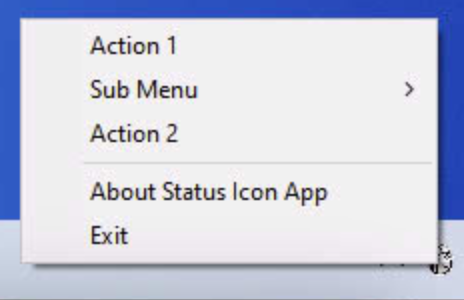 Action 1
Sub Menu
Action 2
About Status Icon App
Exit